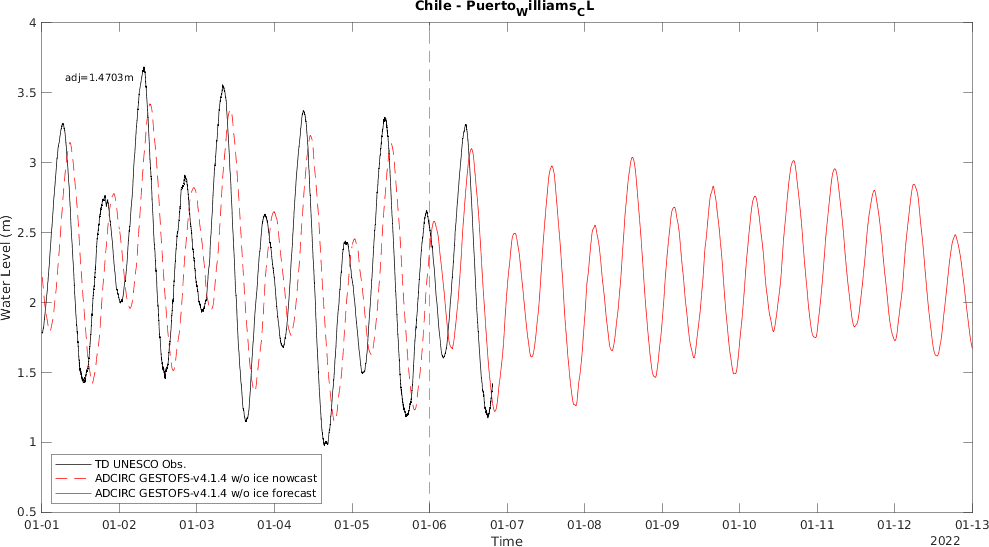 Chile - PuertoWilliamsCL
4
adj=1.4703m
3.5
3
2.5
Water Level (m)
2
1.5
1
TD UNESCO Obs.
ADCIRC GESTOFS-v4.1.4 w/o ice nowcast
ADCIRC GESTOFS-v4.1.4 w/o ice forecast
0.5
01-01 01-02 01-03 01-04 01-05 01-06 01-07 01-08 01-09 01-10 01-11 01-12 01-13
Time
2022